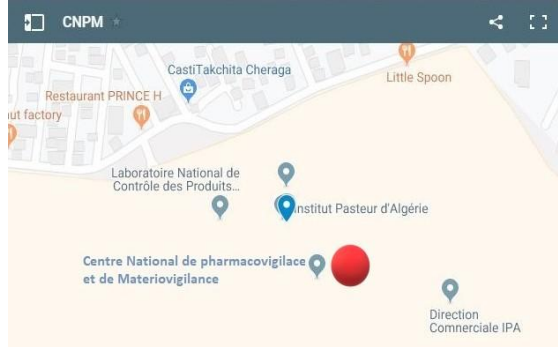 CNPM
CastiTakchita Cheraga
Little Spoon
Restaurant PRINCE H
ut factory
Laboratoire National de
Contrôle des Produits...
Institut Pasteur d'Algérie
Centre National de pharmacovigilace
et de Materiovigilance
Direction
Comnerciale IPA